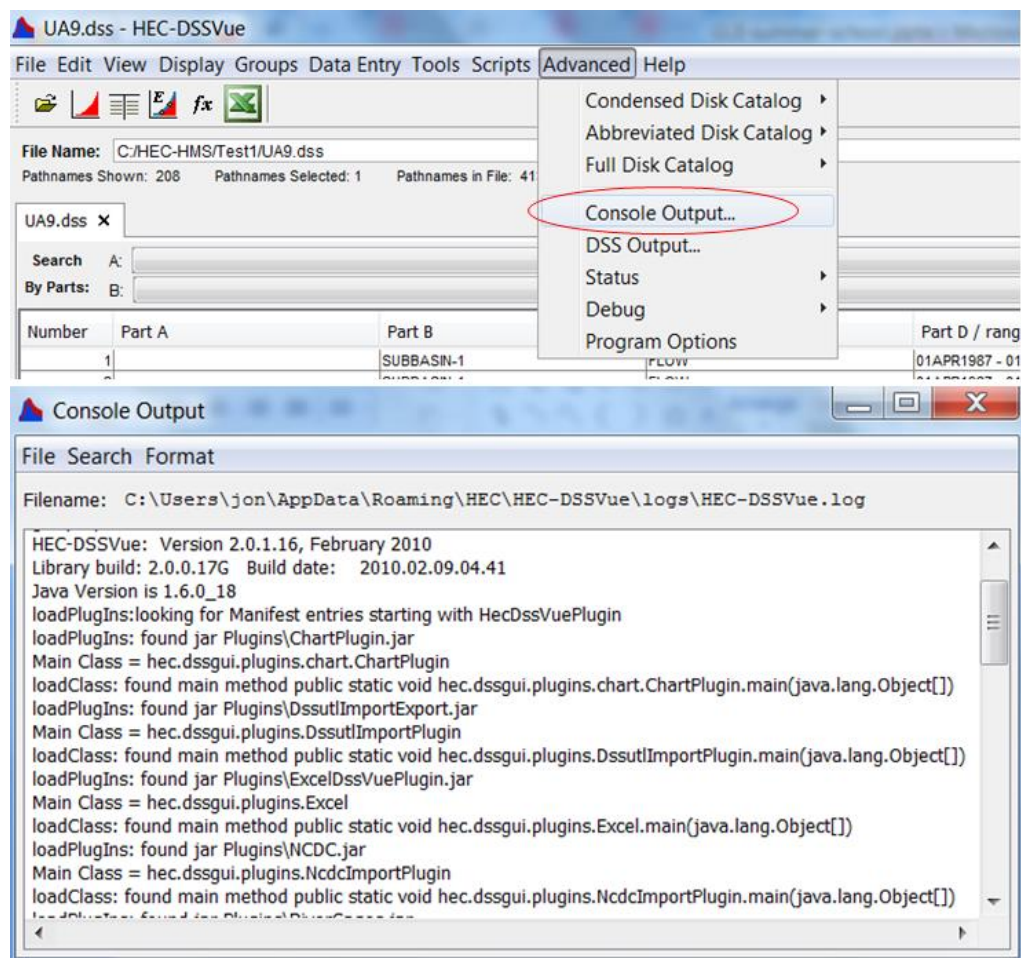 UA9.dss - HEC-DSSVue
File Edit View Display Groups Data Entry Tools Scripts Advanced Help
E
fx
Condensed Disk Catalog
Abbreviated Disk Catalog
Full Disk Catalog
Console Output...
DSS Output...
Status
Debug
Program Options
File Name: C:/HEC-HMS/Test1/UA9.dss
Pathnames Shown: 208 Pathnames Selected: 1 Pathnames in File: 41
UA9.dss
Search A:
By Parts: B:
Number Part A Part B Part D / rang
1 SUBBASIN-1 FLOW 01APR1987 - 01
Console Output
File Search Format
Filename: C:\Users\jon\AppData\Roaming\HEC\HEC-DSSVue\logs\HEC-DSSVue.log
HEC-DSSVue: Version 2.0.1.16, February 2010
Library build: 2.0.0.17G Build date: 2010.02.09.04.41
Java Version is 1.6.0_18
loadPlugIns:looking for Manifest entries starting with HecDssVuePlugin
loadPlugIns: found jar Plugins\ChartPlugin.jar
Main Class = hec.dssgui.plugins.chart.ChartPlugin
loadClass: found main method public static void hec.dssgui.plugins.chart.ChartPlugin.main(java.lang.Object[])
loadPlugIns: found jar Plugins\DssutlImportExport.jar
Main Class = hec.dssgui.plugins.DssutlImportPlugin
loadClass: found main method public static void hec.dssgui.plugins.DssutlImportPlugin.main(java.lang.Object[])
loadPlugIns: found jar Plugins\ExcelDssVuePlugin.jar
Main Class = hec.dssgui.plugins.Excel
loadClass: found main method public static void hec.dssgui.plugins.Excel.main(java.lang.Object[])
loadPlugIns: found jar Plugins\NCDC.jar
Main Class = hec.dssgui.plugins.NcdcImportPlugin
loadClass: found main method public static void hec.dssgui.plugins.NcdcImportPlugin.main(java.lang.Object[])